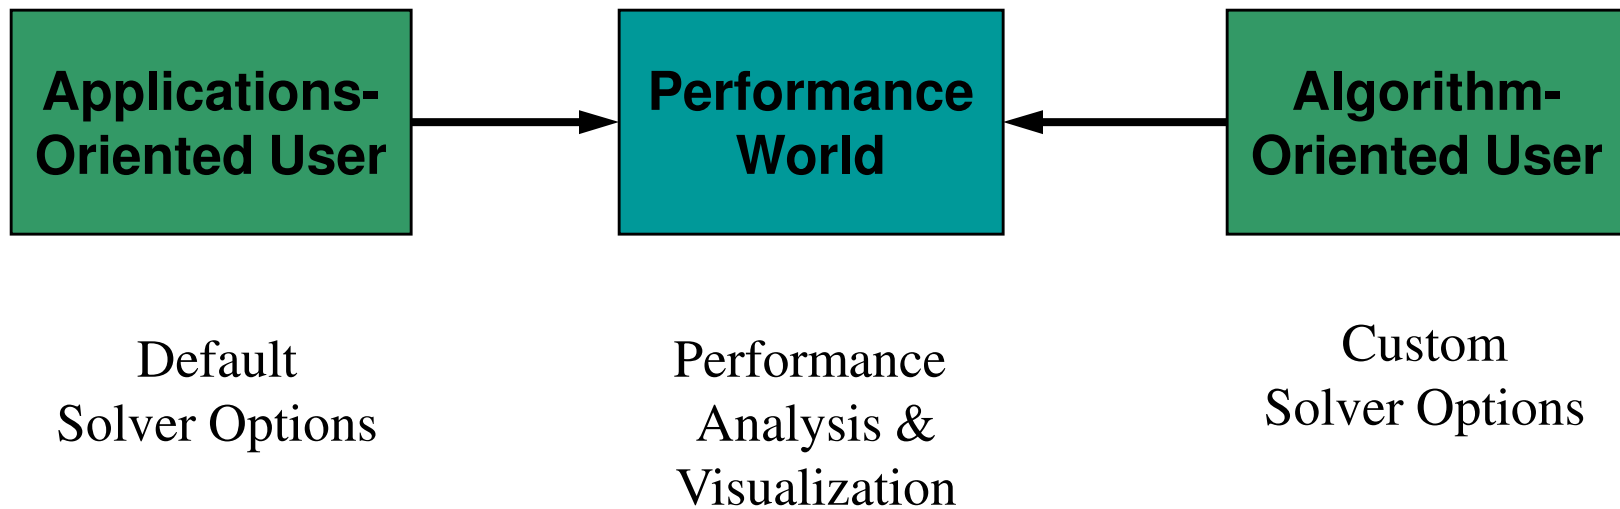 Applications-
Oriented User
Performance
World
Algorithm-
Oriented User
Default
Solver Options
Performance
Analysis &
Visualization
Custom
Solver Options